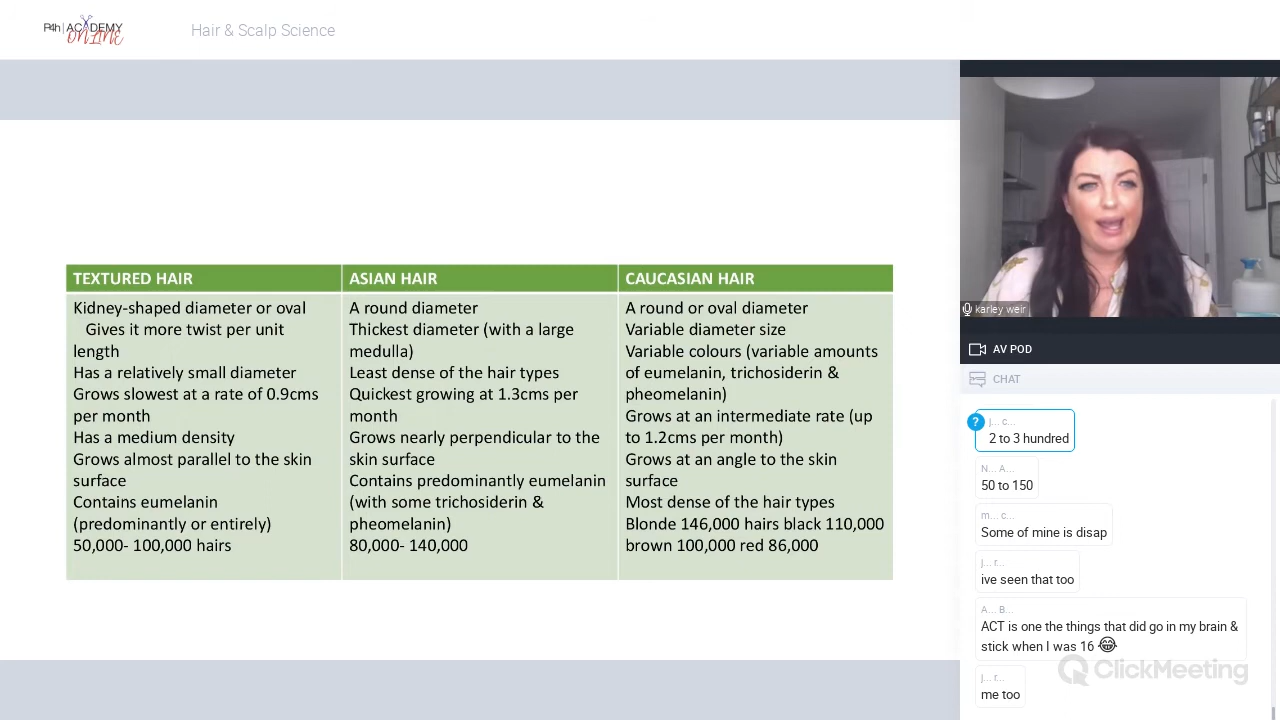 P4h | ACADEMY
ONLINE
Hair & Scalp Science
TEXTURED HAIR
Kidney-shaped diameter or oval
Gives it more twist per unit
length
Has a relatively small diameter
Grows slowest at a rate of 0.9cms
per month
Has a medium density
Grows almost parallel to the skin
surface
Contains eumelanin
(predominantly or entirely)
50,000- 100,000 hairs
ASIAN HAIR
A round diameter
Thickest diameter (with a large
medulla)
Least dense of the hair types
Quickest growing at 1.3cms per
month
Grows nearly perpendicular to the
skin surface
Contains predominantly eumelanin
(with some trichosiderin &
pheomelanin)
80,000- 140,000
CAUCASIAN HAIR
A round or oval diameter
Variable diameter size
Variable colours (variable amounts
of eumelanin, trichosiderin &
pheomelanin)
Grows at an intermediate rate (up
to 1.2cms per month)
Grows at an angle to the skin
surface
Most dense of the hair types
Blonde 146,000 hairs black 110,000
brown 100,000 red 86,000
karley weir
AV POD
CHAT
?
j... c...
2 to 3 hundred
N... A...
50 to 150
m... c...
Some of mine is disap
j... r...
ive seen that too
A... B...
ACT is one the things that did go in my brain &
stick when I was 16 😂
j... r...
me too
ClickMeeting